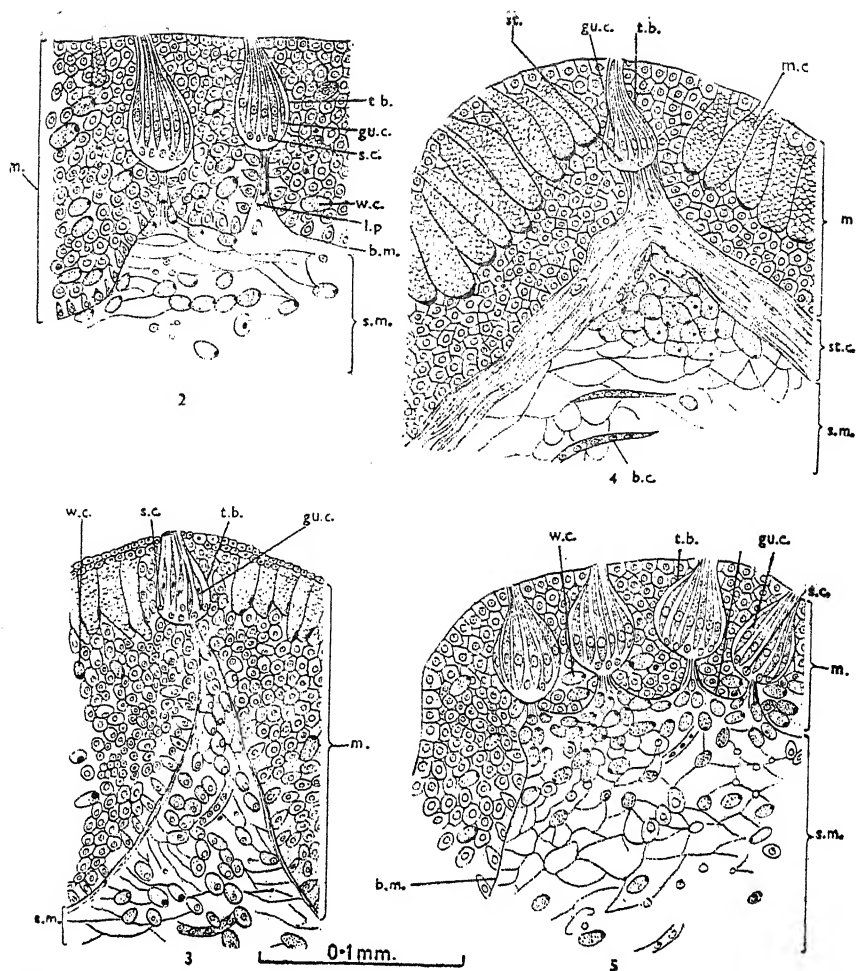 m.
t.b.
gu.c.
s.c.
w.c.
l.p
b.m.
s.m.
2
st.
gu.c.
t.b.
m.c
m
st.c.
s.m.
4 b.c.
w.c.
s.c.
t.b.
gu.c.
m.
s.m.
3
0·1mm.
w.c.
t.b.
gu.c.
s.c.
m.
s.m.
b.m.
5